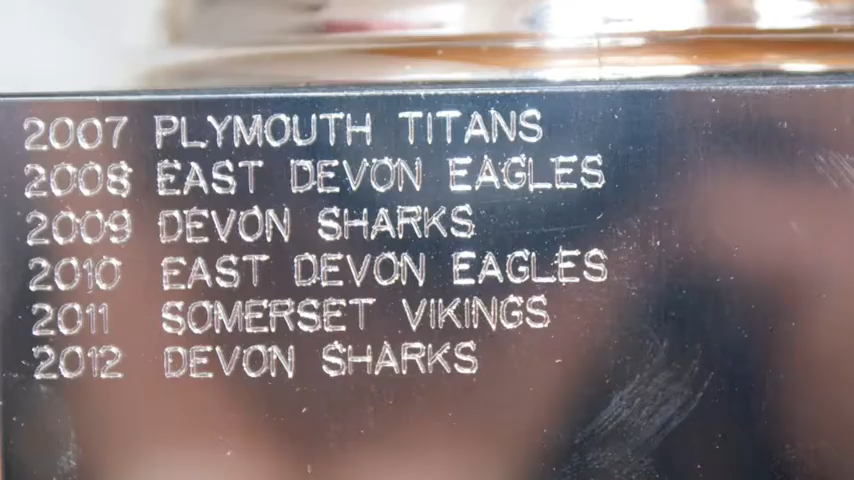 2007 PLYMOUTH TITANS
2008 EAST DEVON EAGLES
2009 DEVON SHARKS
2010 EAST DEVON EAGLES
2011 SOMERSET VIKINGS
2012 DEVON SHARKS